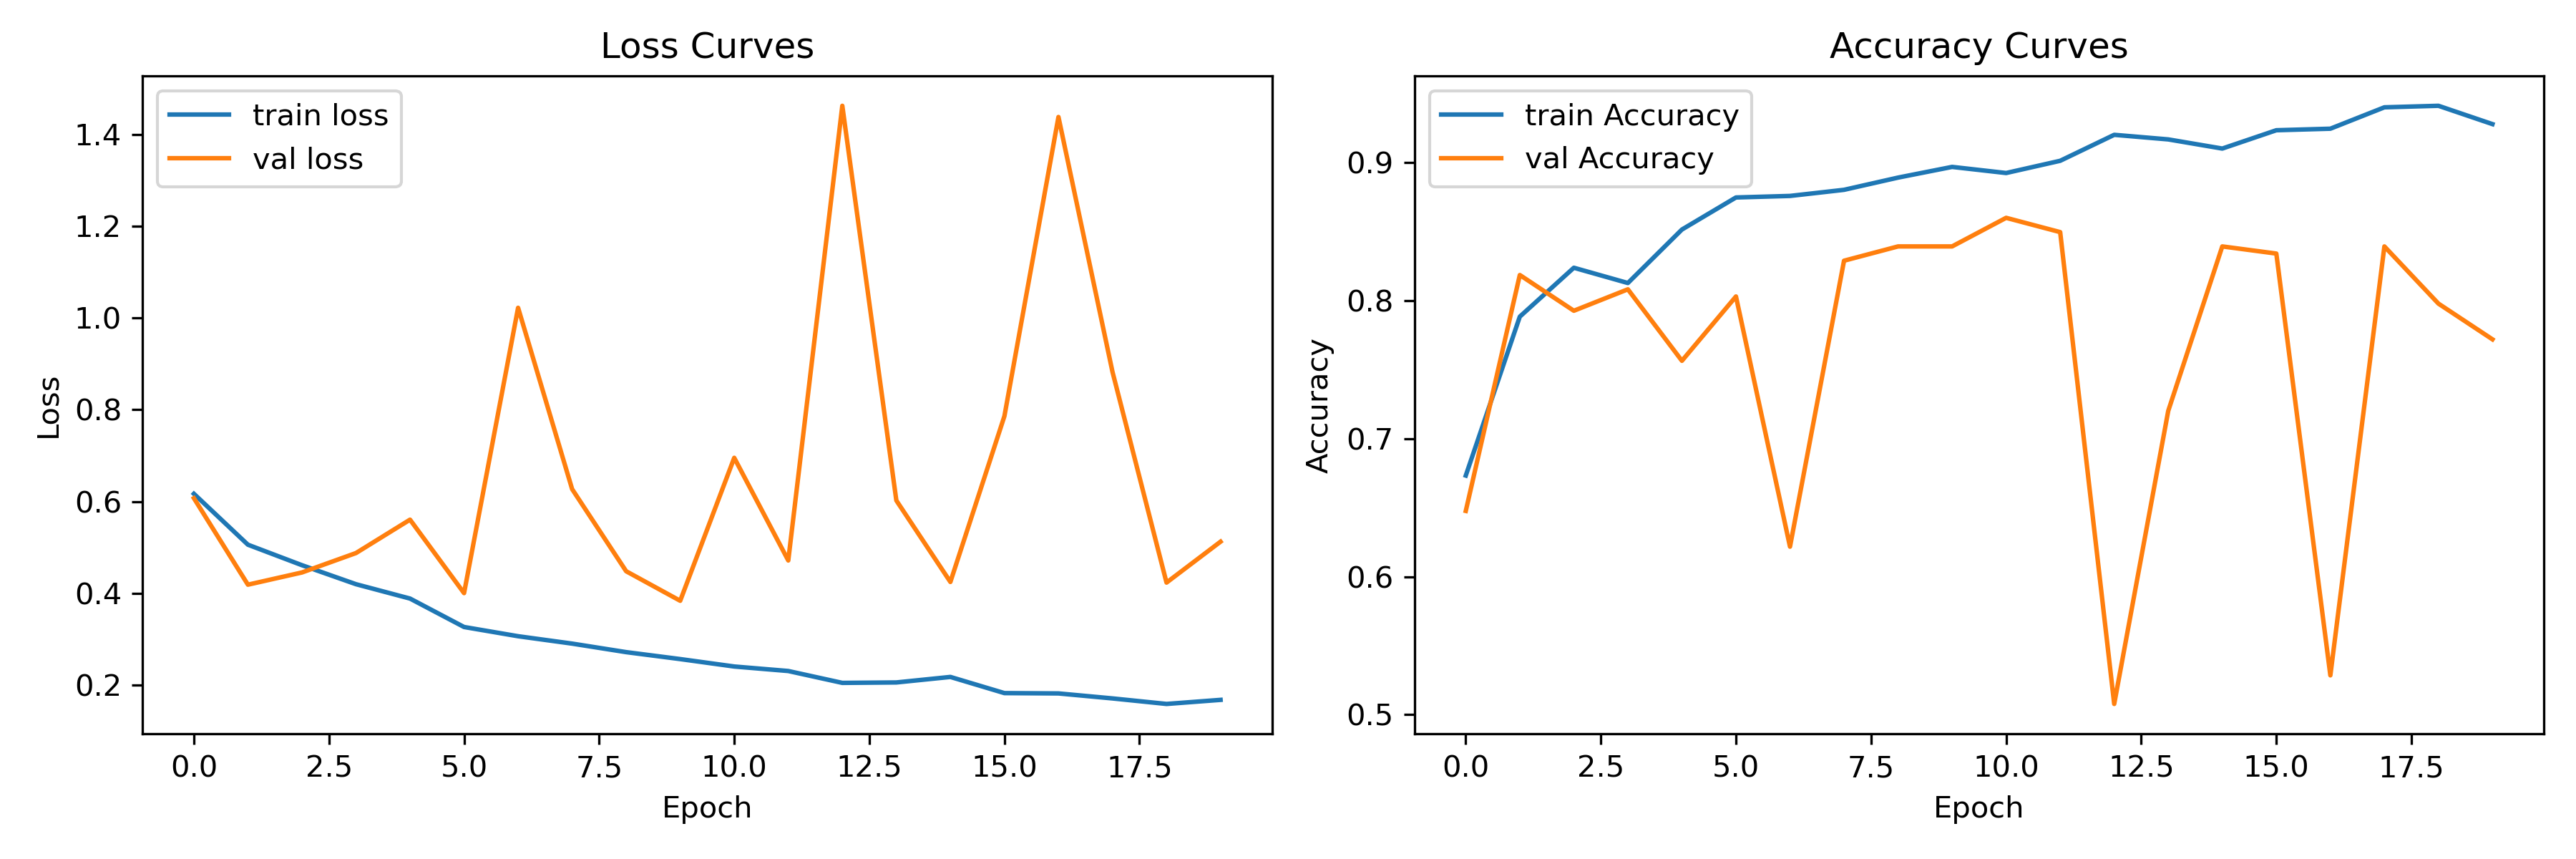 Loss Curves
train loss
val loss
1.4
1.2
1.0
0.8
0.6
0.4
0.2
Loss
0.0 2.5 5.0 7.5 10.0 12.5 15.0 17.5
Epoch
Accuracy Curves
train Accuracy
val Accuracy
0.9
0.8
0.7
0.6
0.5
Accuracy
0.0 2.5 5.0 7.5 10.0 12.5 15.0 17.5
Epoch